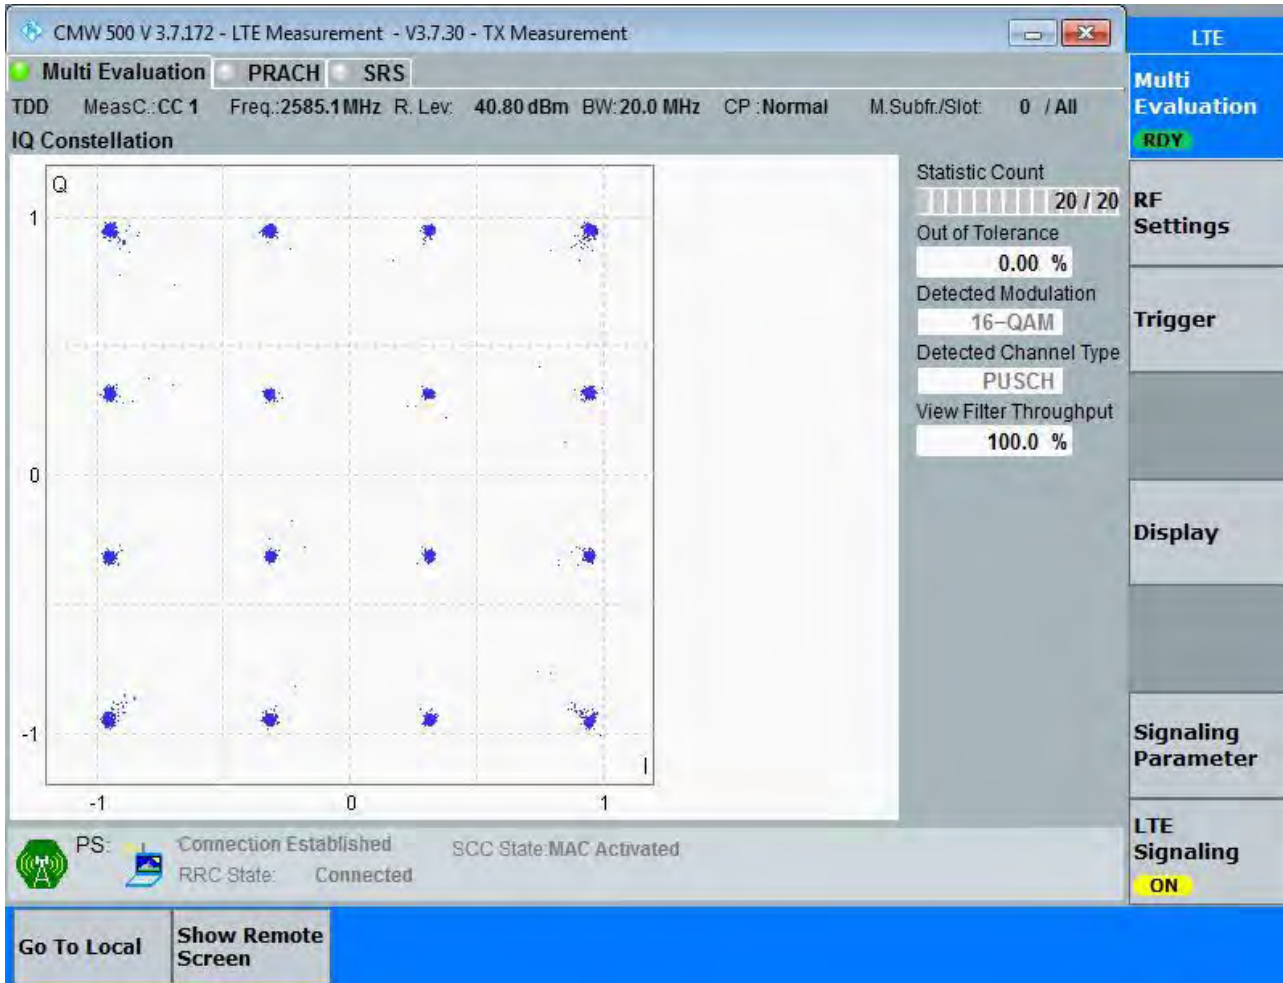 CMW 500 V 3.7.172 - LTE Measurement - V3.7.30 - TX Measurement
LTE
Multi Evaluation PRACH SRS
Multi
Evaluation
RDY
TDD MeasC.:CC 1 Freq.:2585.1 MHz R. Lev: 40.80 dBm BW:20.0 MHz CP :Normal M.Subfr./Slot: 0 / All
IQ Constellation
Q
1
0
-1
I
-1 0 1
Statistic Count
20 / 20
Out of Tolerance
0.00 %
Detected Modulation
16-QAM
Detected Channel Type
PUSCH
View Filter Throughput
100.0 %
RF
Settings
Trigger
Display
Signaling
Parameter
LTE
Signaling
ON
PS: Connection Established SCC State:MAC Activated
RRC State: Connected
Go To Local
Show Remote
Screen